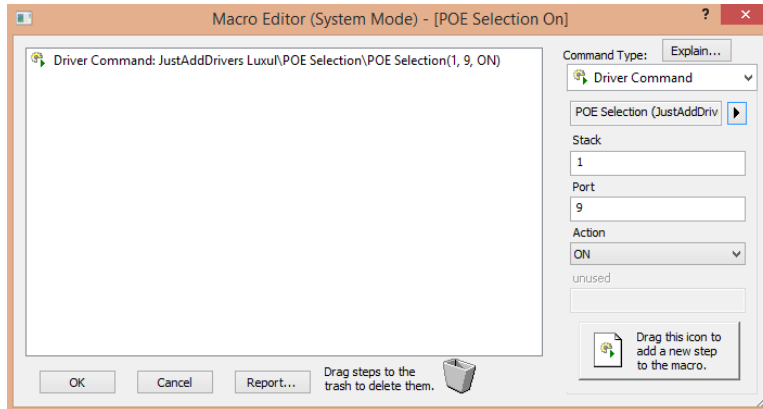 Macro Editor (System Mode) - [POE Selection On]
Driver Command: JustAddDrivers Luxul\POE Selection\POE Selection(1, 9, ON)
Command Type:
Explain...
Driver Command
POE Selection (JustAddDriv
Stack
1
Port
9
Action
ON
unused
Drag this icon to
add a new step
to the macro.
OK
Cancel
Report...
Drag steps to the
trash to delete them.